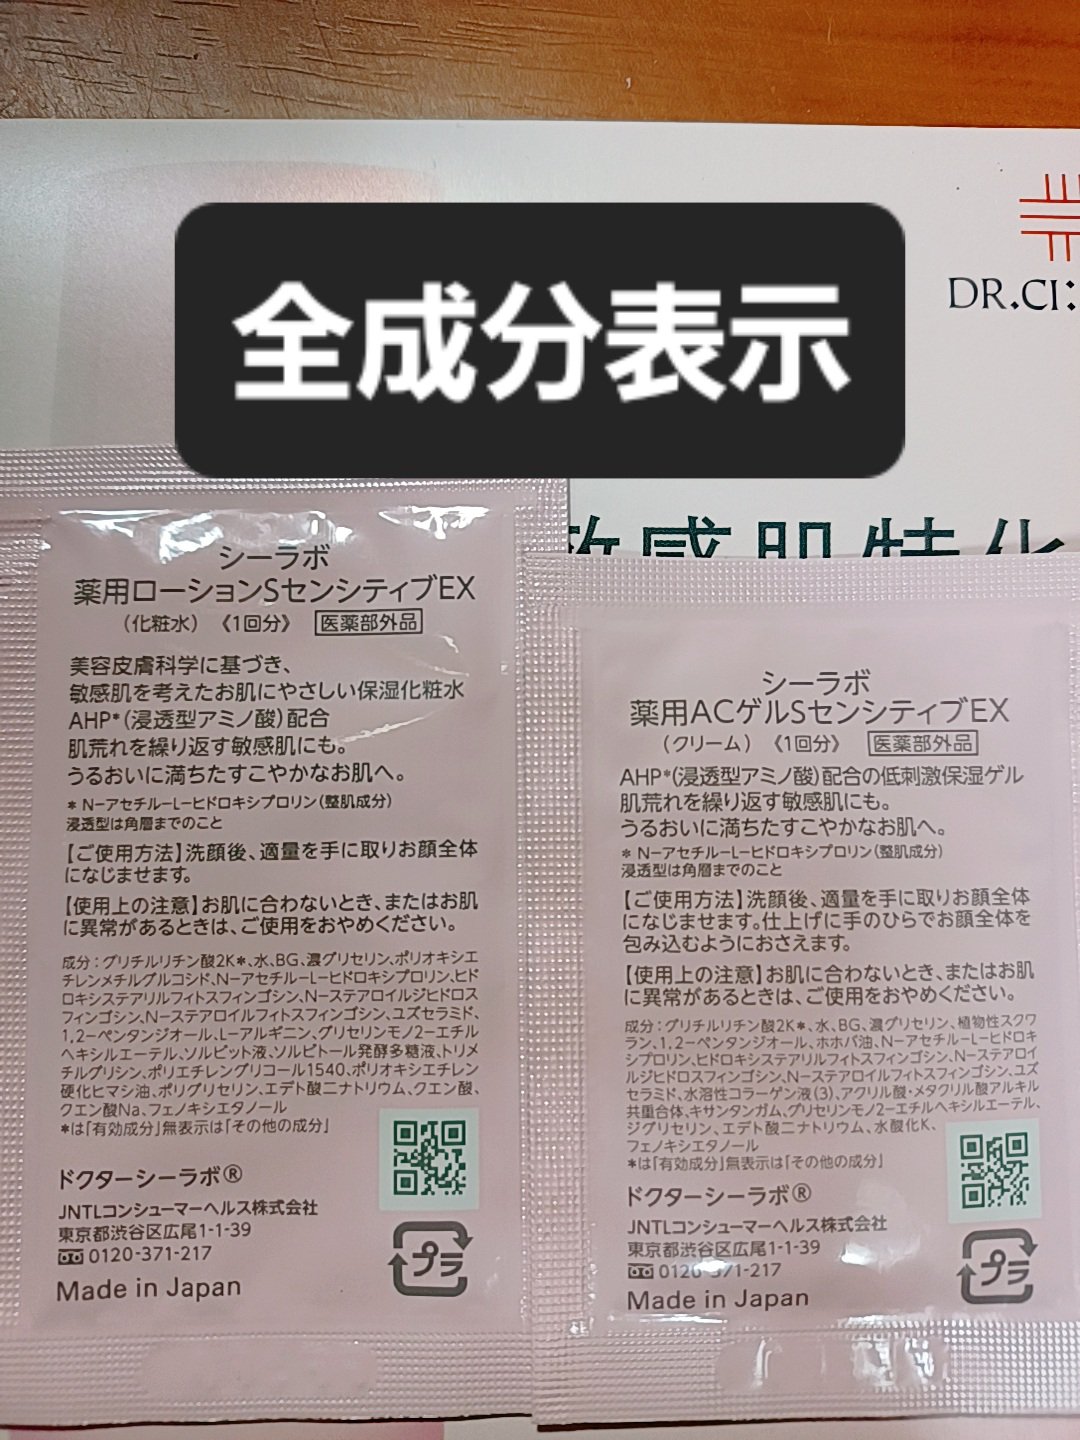 全成分表示
DR.CI:
敏感肌特化
シーラボ
薬用ローションSセンシティブEX
（化粧水）《1回分》 医薬部外品
美容皮膚科学に基づき、
敏感肌を考えたお肌にやさしい保湿化粧水
AHP*（浸透型アミノ酸）配合
肌荒れを繰り返す敏感肌にも。
うるおいに満ちたすこやかなお肌へ。
* N-アセチル-L-ヒドロキシプロリン（整肌成分）
浸透型は角層までのこと
【ご使用方法】洗顔後、適量を手に取りお顔全体
になじませます。
【使用上の注意】お肌に合わないとき、またはお肌
に異常があるときは、ご使用をおやめください。
成分：グリチルリチン酸2K*、水、BG、濃グリセリン、ポリオキシエ
チレンメチルグルコシド、N-アセチル-L-ヒドロキシプロリン、ヒド
ロキシステアリルフィトスフィンゴシン、N-ステアロイルジヒドロス
フィンゴシン、N-ステアロイルフィトスフィンゴシン、ユズセラミド、
1,2-ペンタンジオール、L-アルギニン、グリセリンモノ2-エチル
ヘキシルエーテル、ソルビット液、ソルビトール発酵多糖液、トリメ
チルグリシン、ポリエチレングリコール1540、ポリオキシエチレン
硬化ヒマシ油、ポリグリセリン、エデト酸二ナトリウム、クエン酸、
クエン酸Na、フェノキシエタノール
*は「有効成分」無表示は「その他の成分」
ドクターシーラボ®
JNTLコンシューマーヘルス株式会社
東京都渋谷区広尾1-1-39
0120-371-217
Made in Japan
プラ
シーラボ
薬用ACゲルSセンシティブEX
（クリーム）《1回分》 医薬部外品
AHP*（浸透型アミノ酸）配合の低刺激保湿ゲル
肌荒れを繰り返す敏感肌にも。
うるおいに満ちたすこやかなお肌へ。
* N-アセチル-L-ヒドロキシプロリン（整肌成分）
浸透型は角層までのこと
【ご使用方法】洗顔後、適量を手に取りお顔全体
になじませます。仕上げに手のひらでお顔全体を
包み込むようにおさえます。
【使用上の注意】お肌に合わないとき、またはお肌
に異常があるときは、ご使用をおやめください。
成分：グリチルリチン酸2K*、水、BG、濃グリセリン、植物性スクワ
ラン、1,2-ペンタンジオール、ホホバ油、N-アセチル-L-ヒドロキ
シプロリン、ヒドロキシステアリルフィトスフィンゴシン、N-ステアロイ
ルジヒドロスフィンゴシン、N-ステアロイルフィトスフィンゴシン、ユズ
セラミド、水溶性コラーゲン液（3）、アクリル酸・メタクリル酸アルキル
共重合体、キサンタンガム、グリセリンモノ2-エチルヘキシルエーテル、
ジグリセリン、エデト酸二ナトリウム、水酸化K、
フェノキシエタノール
*は「有効成分」無表示は「その他の成分」
ドクターシーラボ®
JNTLコンシューマーヘルス株式会社
東京都渋谷区広尾1-1-39
0120-371-217
Made in Japan
プラ